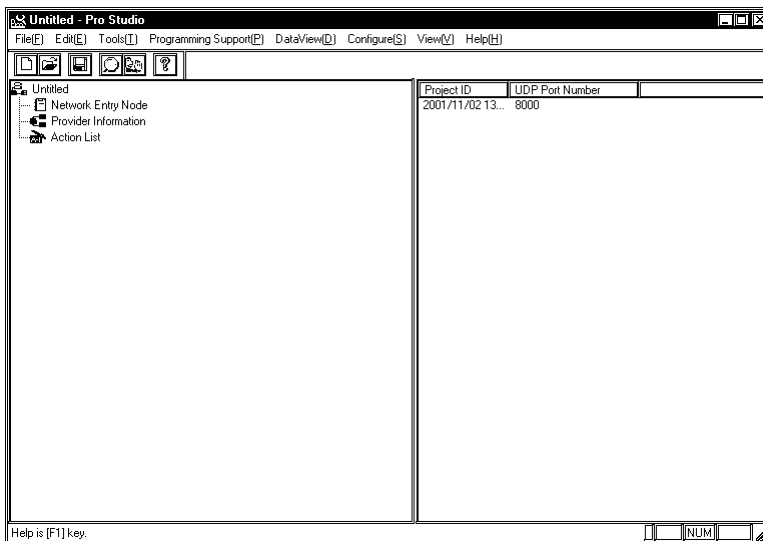 Untitled - Pro Studio
File(F) Edit(E) Tools(T) Programming Support(P) DataView(D) Configure(S) View(V) Help(H)
Untitled
Network Entry Node
Provider Information
Action List
Project ID UDP Port Number
2001/11/02 13... 8000
Help is [F1] key.
NUM